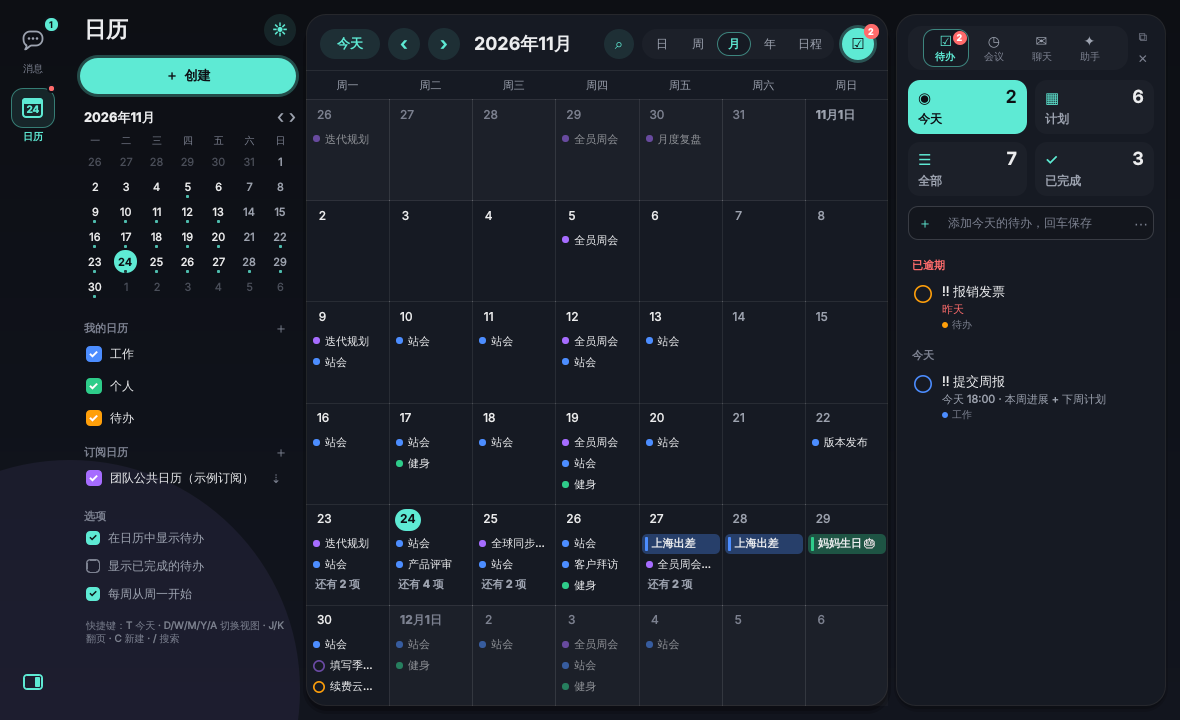 1
消息
24
日历
日历
+ 创建
2026年11月
一 二 三 四 五 六 日
26 27 28 29 30 31 1
2 3 4 5 6 7 8
9 10 11 12 13 14 15
16 17 18 19 20 21 22
23 24 25 26 27 28 29
30 1 2 3 4 5 6
我的日历 +
工作
个人
待办
订阅日历 +
团队公共日历（示例订阅）
选项
在日历中显示待办
显示已完成的待办
每周从周一开始
快捷键：T 今天 · D/W/M/Y/A 切换视图 · J/K
翻页 · C 新建 · / 搜索
今天 2026年11月 日 周 月 年 日程 2
周一 周二 周三 周四 周五 周六 周日
26 27 28 29 30 31 11月1日
迭代规划 全员周会 月度复盘
2 3 4 5 6 7 8
全员周会
9 10 11 12 13 14 15
迭代规划 站会 站会 全员周会 站会
站会 站会
16 17 18 19 20 21 22
站会 站会 站会 全员周会 站会 版本发布
健身 站会
健身
23 24 25 26 27 28 29
迭代规划 站会 全球同步... 站会 上海出差 上海出差 妈妈生日🎂
站会 产品评审 站会 客户拜访 全员周会...
还有 2 项 还有 4 项 还有 2 项 健身 还有 2 项
30 12月1日 2 3 4 5 6
站会 站会 站会 全员周会 站会
填写季... 健身 站会
续费云... 健身
2
待办 会议 聊天 助手
2 6
今天 计划
7 3
全部 已完成
+ 添加今天的待办，回车保存 ···
已逾期
!! 报销发票
昨天
待办
今天
!! 提交周报
今天 18:00 · 本周进展 + 下周计划
工作